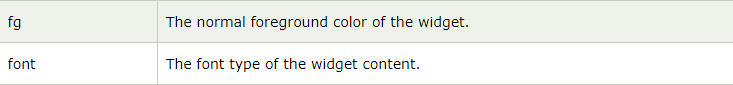 fg The normal foreground color of the widget.
font The font type of the widget content.